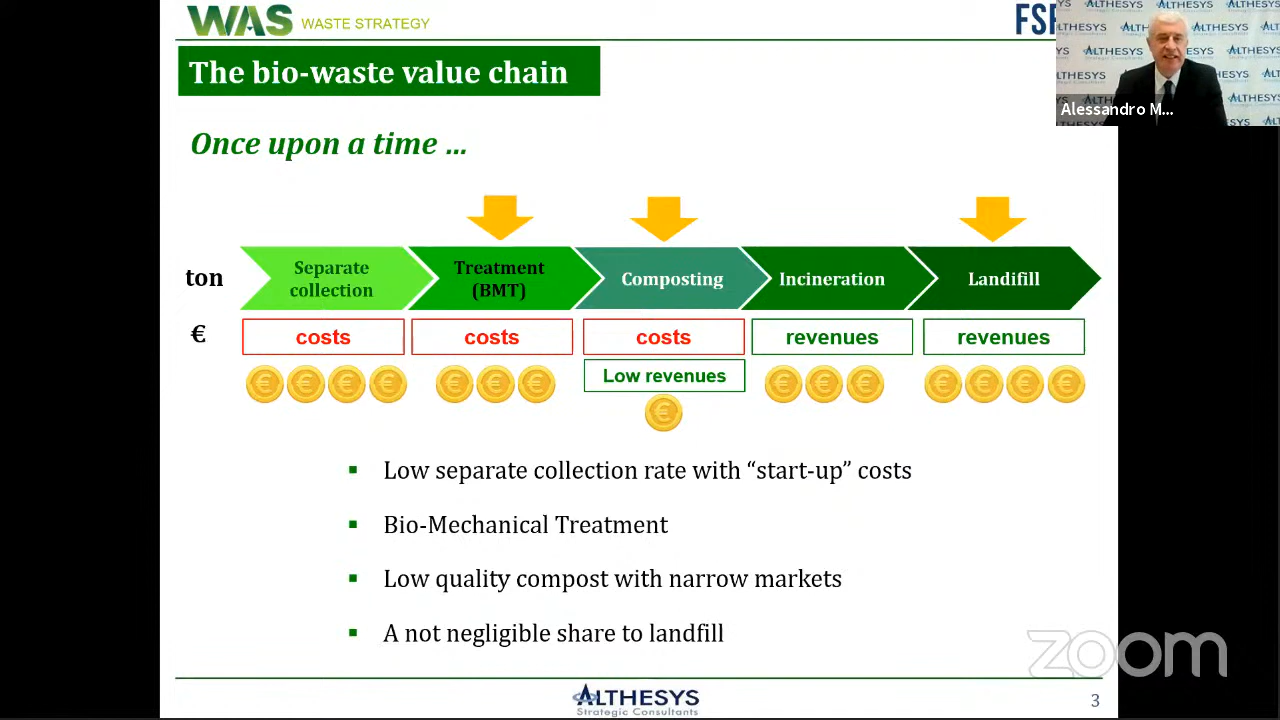 WAS WASTE STRATEGY
FSR
The bio-waste value chain
Once upon a time …
ton
Separate collection
Treatment (BMT)
Composting
Incineration
Landfill
€
costs
costs
costs
revenues
revenues
Low revenues
Low separate collection rate with “start-up” costs
Bio-Mechanical Treatment
Low quality compost with narrow markets
A not negligible share to landfill
ALTHESYS
Strategic Consultants
3
zoom
Alessandro M...
ALTHESYS